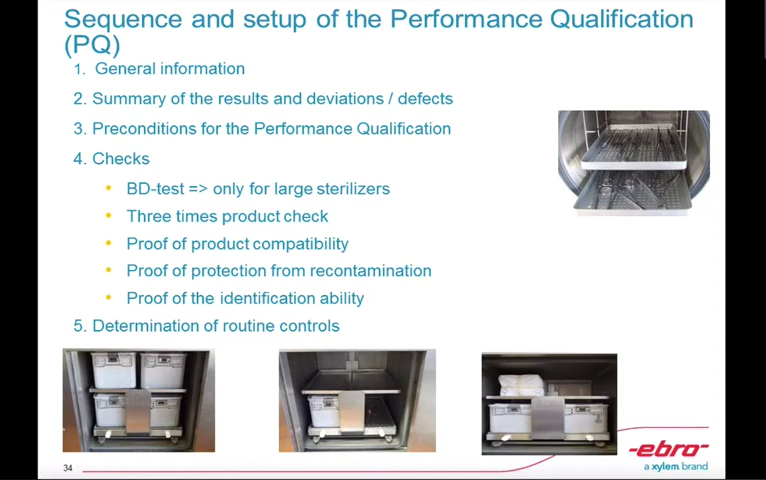 Sequence and setup of the Performance Qualification
(PQ)
1. General information
2. Summary of the results and deviations / defects
3. Preconditions for the Performance Qualification
4. Checks
• BD-test => only for large sterilizers
• Three times product check
• Proof of product compatibility
• Proof of protection from recontamination
• Proof of the identification ability
5. Determination of routine controls
ebro
a xylem brand
34